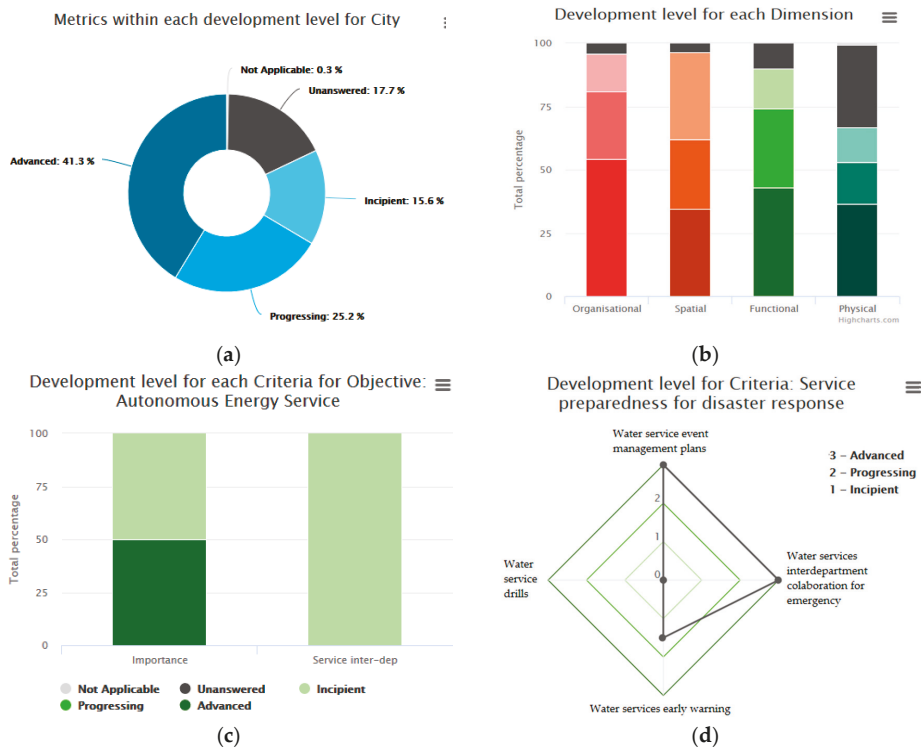 Metrics within each development level for City
Not Applicable: 0.3 %
Unanswered: 17.7 %
Advanced: 41.3 %
Incipient: 15.6 %
Progressing: 25.2 %
(a)
Development level for each Dimension
Total percentage
100
75
50
25
0
Organisational
Spatial
Functional
Physical
Highcharts.com
(b)
Development level for each Criteria for Objective:
Autonomous Energy Service
Total percentage
100
75
50
25
0
Importance
Service inter-dep
Not Applicable
Unanswered
Incipient
Progressing
Advanced
(c)
Development level for Criteria: Service
preparedness for disaster response
Water service event
management plans
3 – Advanced
2 – Progressing
1 – Incipient
2
1
0
Water
service
drills
Water services
interdepartment
colaboration for
emergency
Water services early warning
(d)